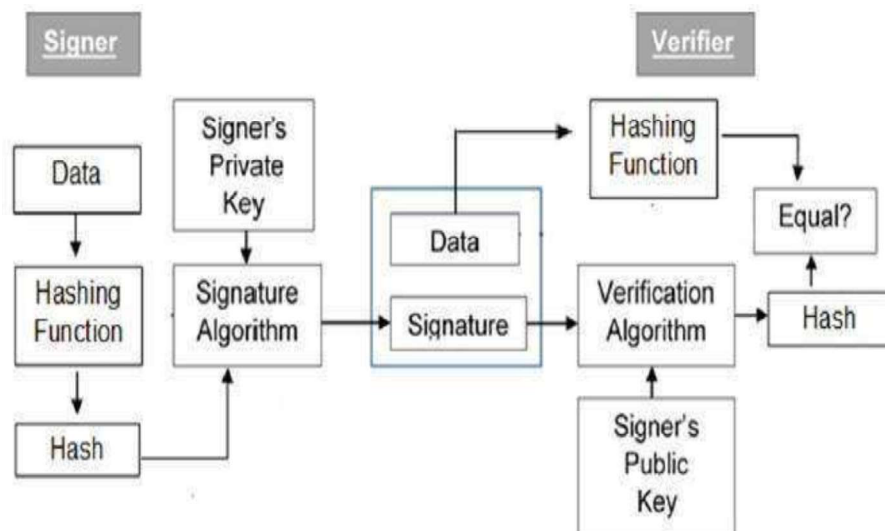 Signer
Verifier
Data
Hashing
Function
Hash
Signer's
Private
Key
Signature
Algorithm
Data
Signature
Hashing
Function
Verification
Algorithm
Signer's
Public
Key
Equal?
Hash